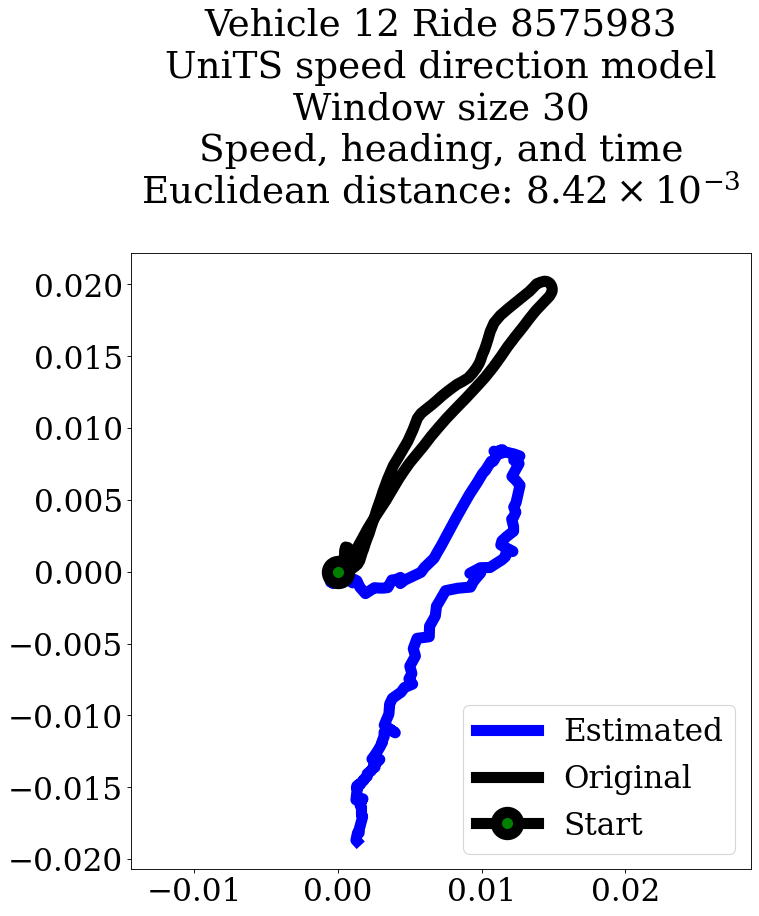 Vehicle 12 Ride 8575983
UniTS speed direction model
Window size 30
Speed, heading, and time
Euclidean distance: 8.42 × 10⁻³
0.020
0.015
0.010
0.005
0.000
−0.005
−0.010
−0.015
−0.020
Estimated
Original
Start
−0.01 0.00 0.01 0.02